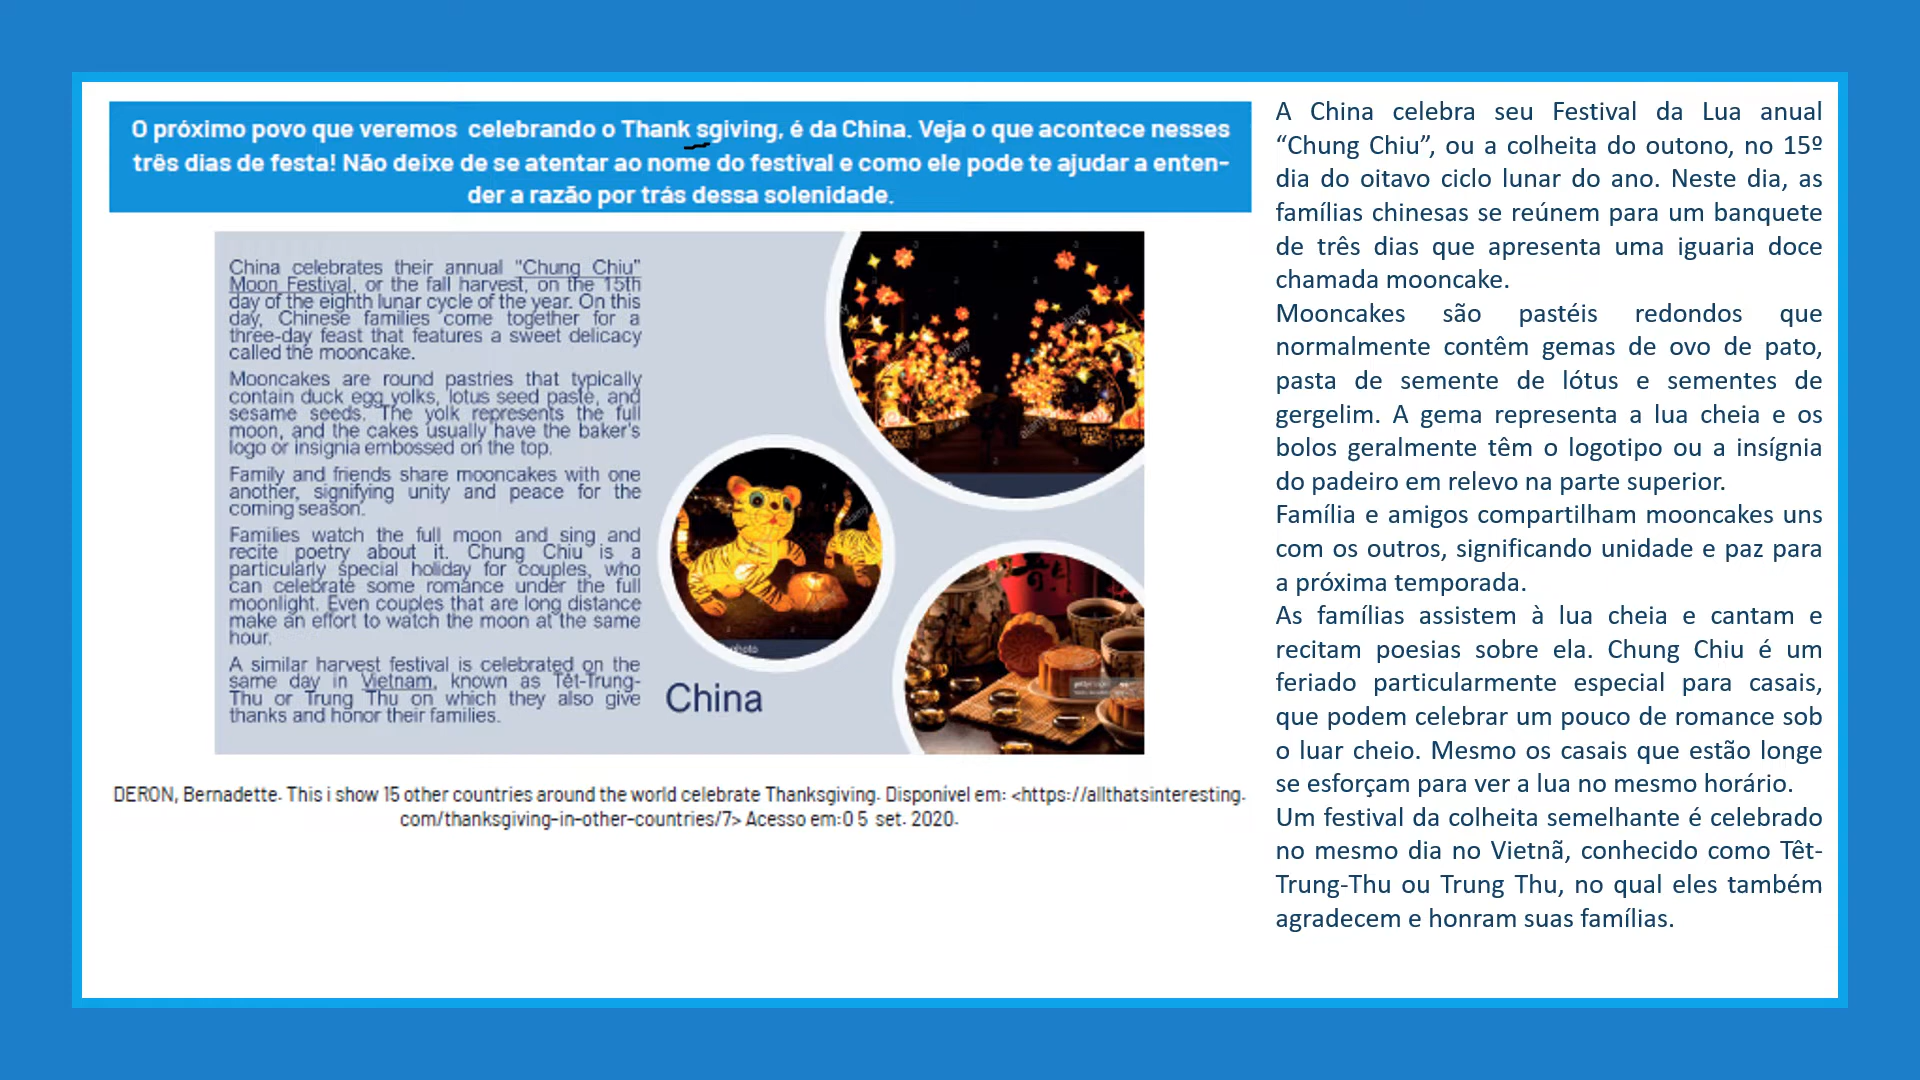 O próximo povo que veremos celebrando o Thank sgiving, é da China. Veja o que acontece nesses
três dias de festa! Não deixe de se atentar ao nome do festival e como ele pode te ajudar a enten-
der a razão por trás dessa solenidade.
China celebrates their annual "Chung Chiu"
Moon Festival, or the fall harvest, on the 15th
day of the eighth lunar cycle of the year. On this
day, Chinese families come together for a
three-day feast that features a sweet delicacy
called the mooncake.
Mooncakes are round pastries that typically
contain duck egg yolks, lotus seed paste, and
sesame seeds. The yolk represents the full
moon, and the cakes usually have the baker's
logo or insignia embossed on the top.
Family and friends share mooncakes with one
another, signifying unity and peace for the
coming season.
Families watch the full moon and sing and
recite poetry about it. Chung Chiu is a
particularly special holiday for couples, who
can celebrate some romance under the full
moonlight. Even couples that are long distance
make an effort to watch the moon at the same
hour.
A similar harvest festival is celebrated on the
same day in Vietnam, known as Têt-Trung-
Thu or Trung Thu on which they also give
thanks and honor their families.
alamy
alamy
alamy
alamy
photo
China
DERON, Bernadette. This i show 15 other countries around the world celebrate Thanksgiving. Disponível em: <https://allthatsinteresting.
com/thanksgiving-in-other-countries/7> Acesso em:0 5 set. 2020.
A China celebra seu Festival da Lua anual
“Chung Chiu”, ou a colheita do outono, no 15º
dia do oitavo ciclo lunar do ano. Neste dia, as
famílias chinesas se reúnem para um banquete
de três dias que apresenta uma iguaria doce
chamada mooncake.
Mooncakes são pastéis redondos que
normalmente contêm gemas de ovo de pato,
pasta de semente de lótus e sementes de
gergelim. A gema representa a lua cheia e os
bolos geralmente têm o logotipo ou a insígnia
do padeiro em relevo na parte superior.
Família e amigos compartilham mooncakes uns
com os outros, significando unidade e paz para
a próxima temporada.
As famílias assistem à lua cheia e cantam e
recitam poesias sobre ela. Chung Chiu é um
feriado particularmente especial para casais,
que podem celebrar um pouco de romance sob
o luar cheio. Mesmo os casais que estão longe
se esforçam para ver a lua no mesmo horário.
Um festival da colheita semelhante é celebrado
no mesmo dia no Vietnã, conhecido como Têt-
Trung-Thu ou Trung Thu, no qual eles também
agradecem e honram suas famílias.